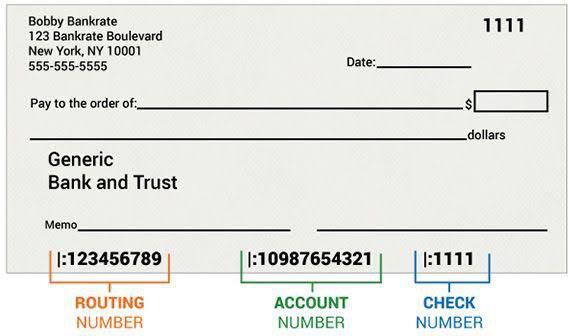 Bobby Bankrate
123 Bankrate Boulevard
New York, NY 10001
555-555-5555
1111
Date:
Pay to the order of:
$
dollars
Generic
Bank and Trust
Memo
|:123456789 |:10987654321 |:1111
ROUTING
NUMBER
ACCOUNT
NUMBER
CHECK
NUMBER